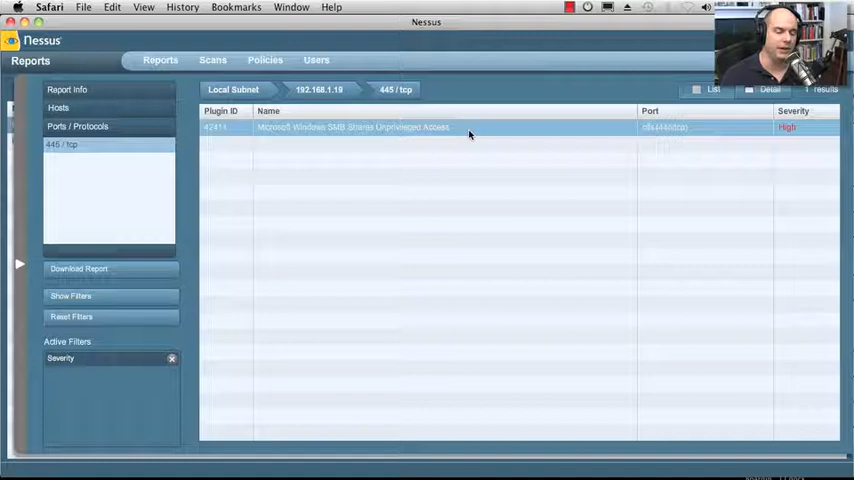 Safari File Edit View History Bookmarks Window Help
Nessus
Nessus
Reports Reports Scans Policies Users
Report Info
Hosts
Ports / Protocols
445 / tcp
Download Report
Show Filters
Reset Filters
Active Filters
Severity
Local Subnet 192.168.1.19 445 / tcp List Detail results
Plugin ID Name Port Severity
Microsoft Windows SMB Shares Unprivileged Access High